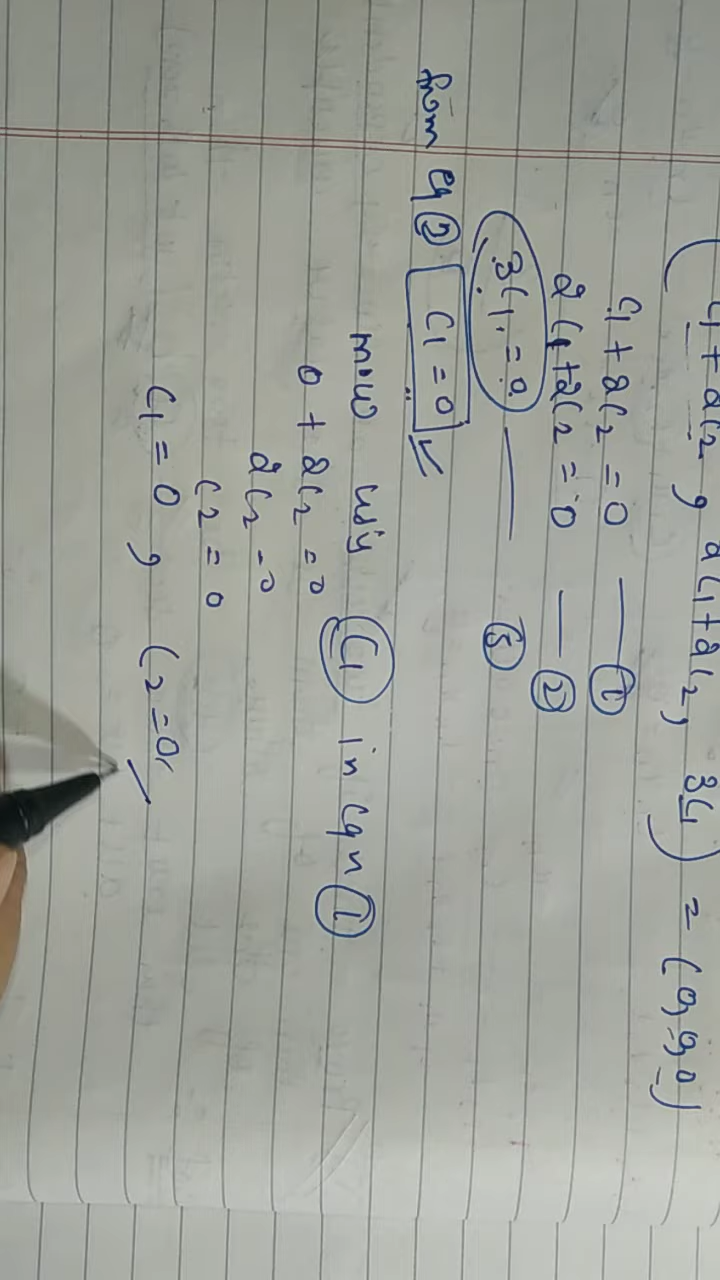 (C1 + 2C2, 2C1 + 2C2, 3C1) = (0, 0, 0)
C1 + 2C2 = 0 — ①
2C1 + 2C2 = 0 — ②
3C1 = 0 — ③
from eq ③ C1 = 0
now C1 in eqn ①
0 + 2C2 = 0
2C2 = 0
C2 = 0
C1 = 0, C2 = 0